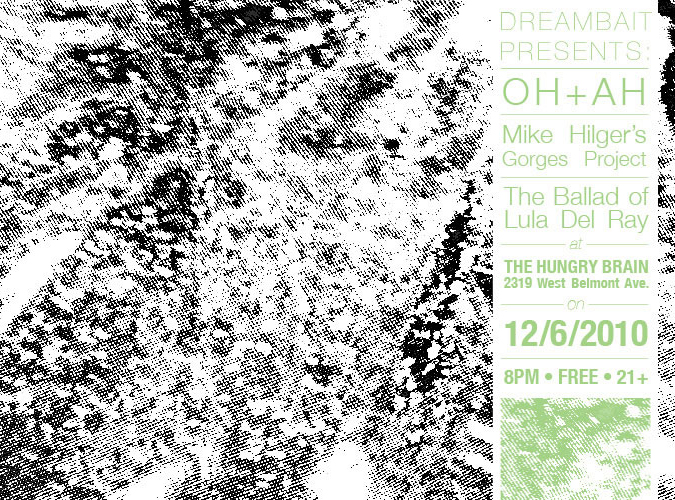 DREAMBAIT
PRESENTS:
OH+AH
Mike Hilger's
Gorges Project
The Ballad of
Lula Del Ray
at
THE HUNGRY BRAIN
2319 West Belmont Ave.
on
12/6/2010
8PM • FREE • 21+